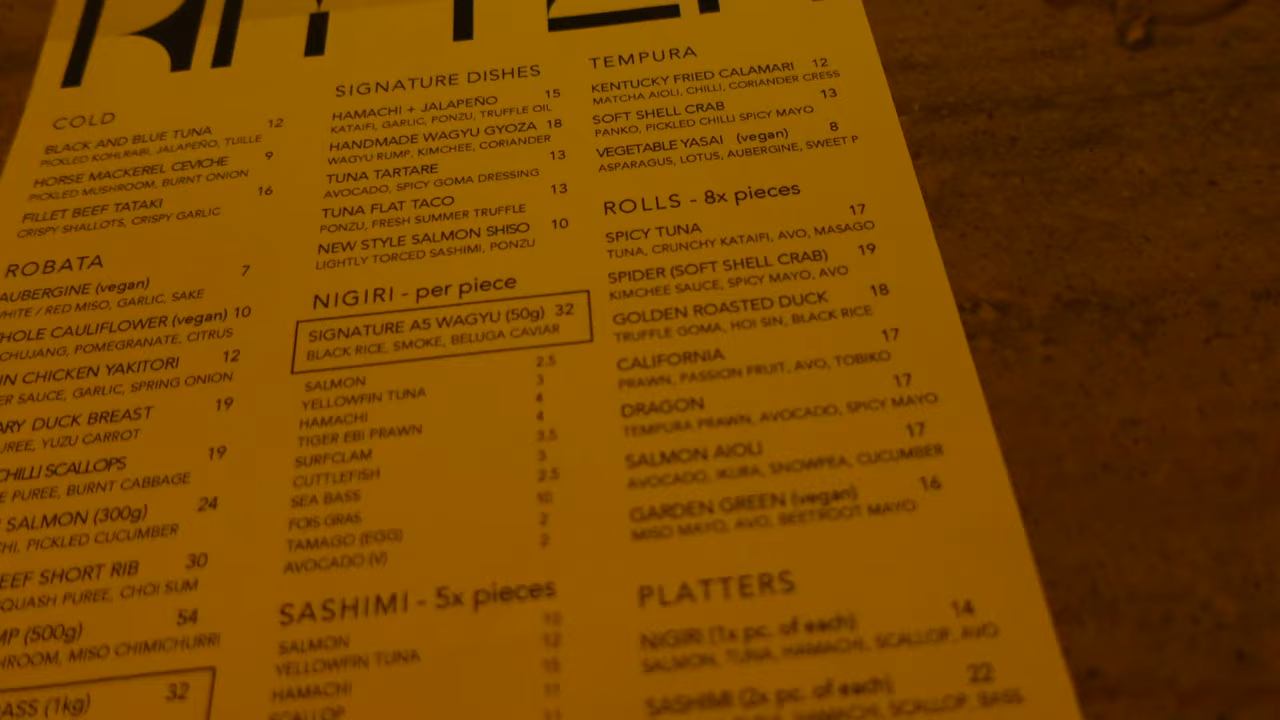 COLD
BLACK AND BLUE TUNA 12
PICKLED KOHLRABI, JALAPEÑO, TUILLE
HORSE MACKEREL CEVICHE 9
PICKLED MUSHROOM, BURNT ONION
FILLET BEEF TATAKI 16
CRISPY SHALLOTS, CRISPY GARLIC
ROBATA
AUBERGINE (vegan) 7
WHITE / RED MISO, GARLIC, SAKE
HOLE CAULIFLOWER (vegan) 10
CHUJANG, POMEGRANATE, CITRUS
IN CHICKEN YAKITORI 12
ER SAUCE, GARLIC, SPRING ONION
ARY DUCK BREAST 19
UREE, YUZU CARROT
CHILLI SCALLOPS 19
E PUREE, BURNT CABBAGE
SALMON (300g) 24
CHI, PICKLED CUCUMBER
EEF SHORT RIB 30
SQUASH PUREE, CHOI SUM
MP (500g) 54
HROOM, MISO CHIMICHURRI
ASS (1kg) 32
SIGNATURE DISHES
HAMACHI + JALAPEÑO 15
KATAIFI, GARLIC, PONZU, TRUFFLE OIL
HANDMADE WAGYU GYOZA 18
WAGYU RUMP, KIMCHEE, CORIANDER
TUNA TARTARE 13
AVOCADO, SPICY GOMA DRESSING
TUNA FLAT TACO 13
PONZU, FRESH SUMMER TRUFFLE
NEW STYLE SALMON SHISO 10
LIGHTLY TORCED SASHIMI, PONZU
NIGIRI - per piece
SIGNATURE A5 WAGYU (50g) 32
BLACK RICE, SMOKE, BELUGA CAVIAR
SALMON 2.5
YELLOWFIN TUNA 3
HAMACHI 4
TIGER EBI PRAWN 4
SURFCLAM 3.5
CUTTLEFISH 3
SEA BASS 2.5
FOIS GRAS 10
TAMAGO (EGG) 2
AVOCADO (V) 2
SASHIMI - 5x pieces
SALMON 10
YELLOWFIN TUNA 12
HAMACHI 15
SCALLOP 11
TEMPURA
KENTUCKY FRIED CALAMARI 12
MATCHA AIOLI, CHILLI, CORIANDER CRESS
SOFT SHELL CRAB 13
PANKO, PICKLED CHILLI SPICY MAYO
VEGETABLE YASAI (vegan) 8
ASPARAGUS, LOTUS, AUBERGINE, SWEET P
ROLLS - 8x pieces
SPICY TUNA 17
TUNA, CRUNCHY KATAIFI, AVO, MASAGO
SPIDER (SOFT SHELL CRAB) 19
KIMCHEE SAUCE, SPICY MAYO, AVO
GOLDEN ROASTED DUCK 18
TRUFFLE GOMA, HOI SIN, BLACK RICE
CALIFORNIA 17
PRAWN, PASSION FRUIT, AVO, TOBIKO
DRAGON 17
TEMPURA PRAWN, AVOCADO, SPICY MAYO
SALMON AIOLI 17
AVOCADO, IKURA, SNOWPEA, CUCUMBER
GARDEN GREEN (vegan) 16
MISO MAYO, AVO, BEETROOT MAYO
PLATTERS
NIGIRI (1x pc. of each) 14
SALMON, TUNA, HAMACHI, SCALLOP, AVO
SASHIMI (2x pc. of each) 22
TUNA, HAMACHI, SCALLOP, BASS